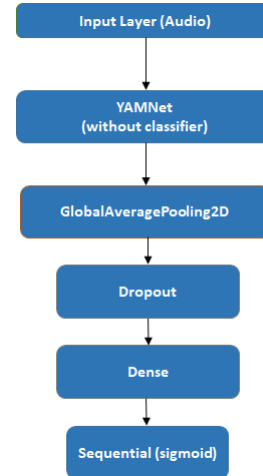 Input Layer (Audio)
YAMNet
(without classifier)
GlobalAveragePooling2D
Dropout
Dense
Sequential (sigmoid)